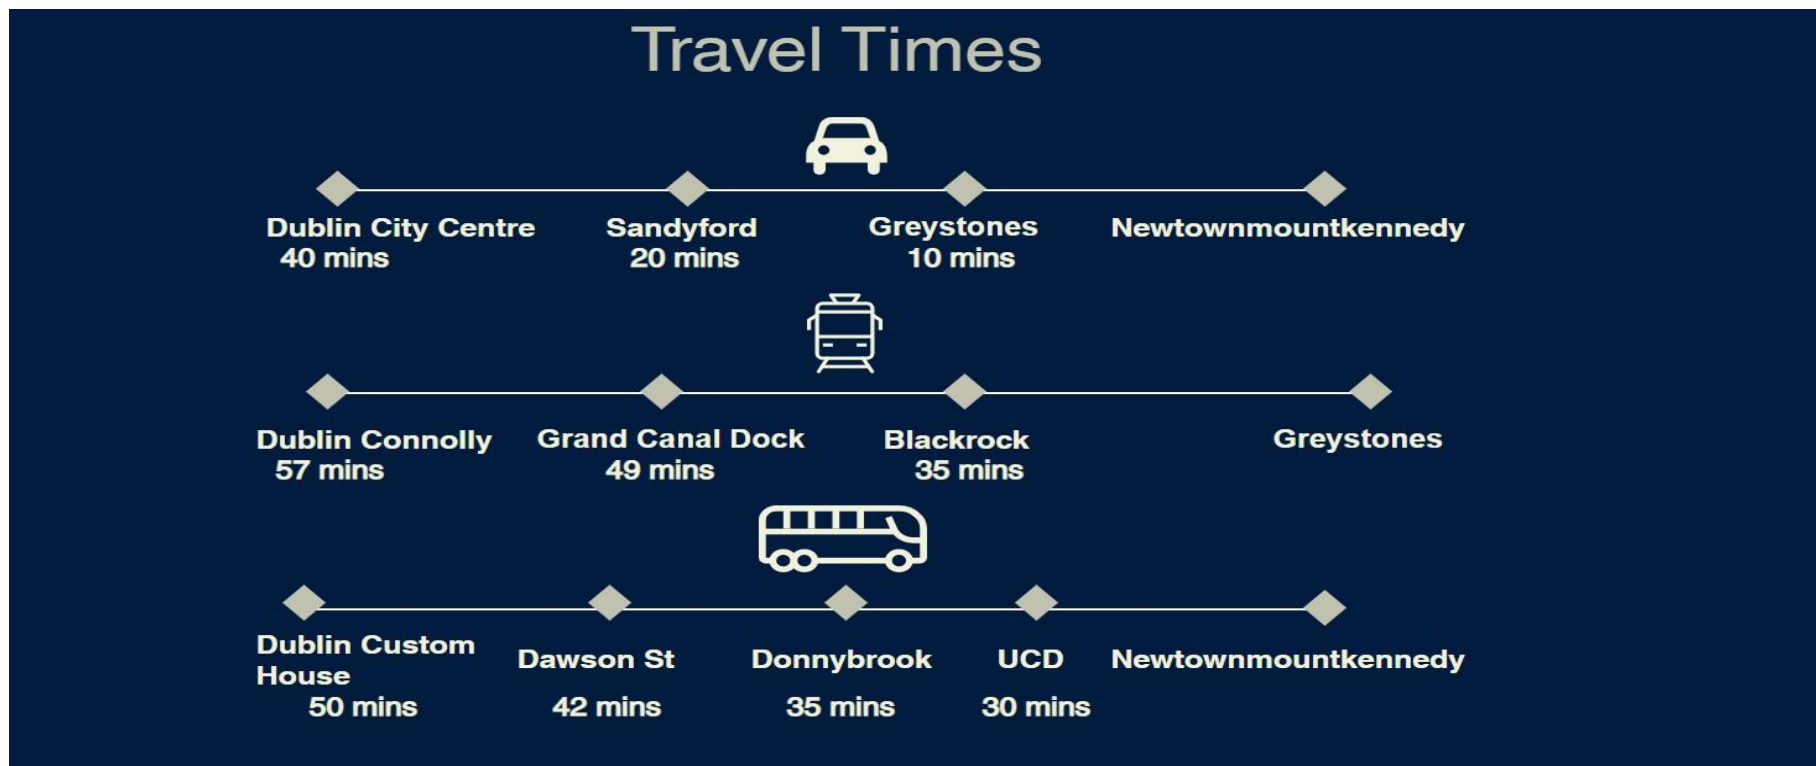 Travel Times
Dublin City Centre
40 mins
Sandyford
20 mins
Greystones
10 mins
Newtownmountkennedy
Dublin Connolly
57 mins
Grand Canal Dock
49 mins
Blackrock
35 mins
Greystones
Dublin Custom
House
50 mins
Dawson St
42 mins
Donnybrook
35 mins
UCD
30 mins
Newtownmountkennedy